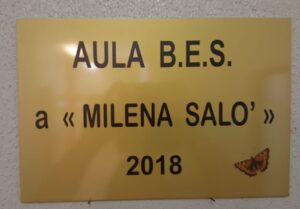 AULA B.E.S.
a « MILENA SALO' »
2018